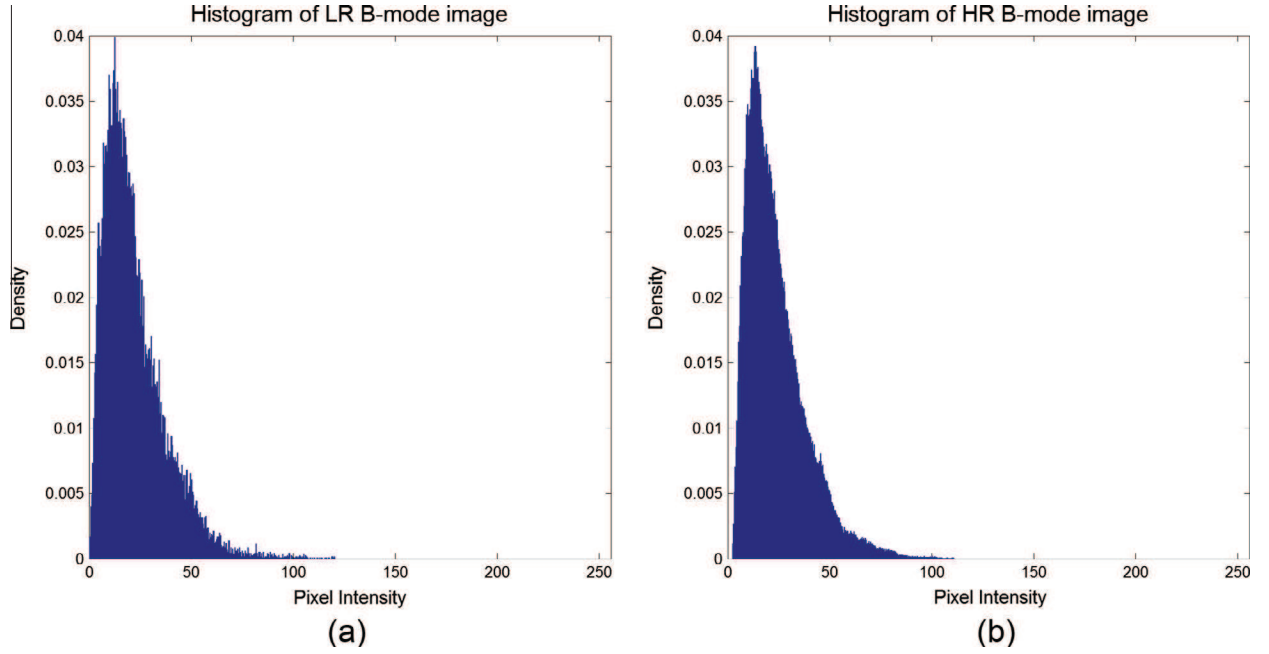 Histogram of LR B-mode image
0.04
0.035
0.03
0.025
0.02
0.015
0.01
0.005
0
Density
0 50 100 150 200 250
Pixel Intensity
(a)
Histogram of HR B-mode image
0.04
0.035
0.03
0.025
0.02
0.015
0.01
0.005
0
Density
0 50 100 150 200 250
Pixel Intensity
(b)